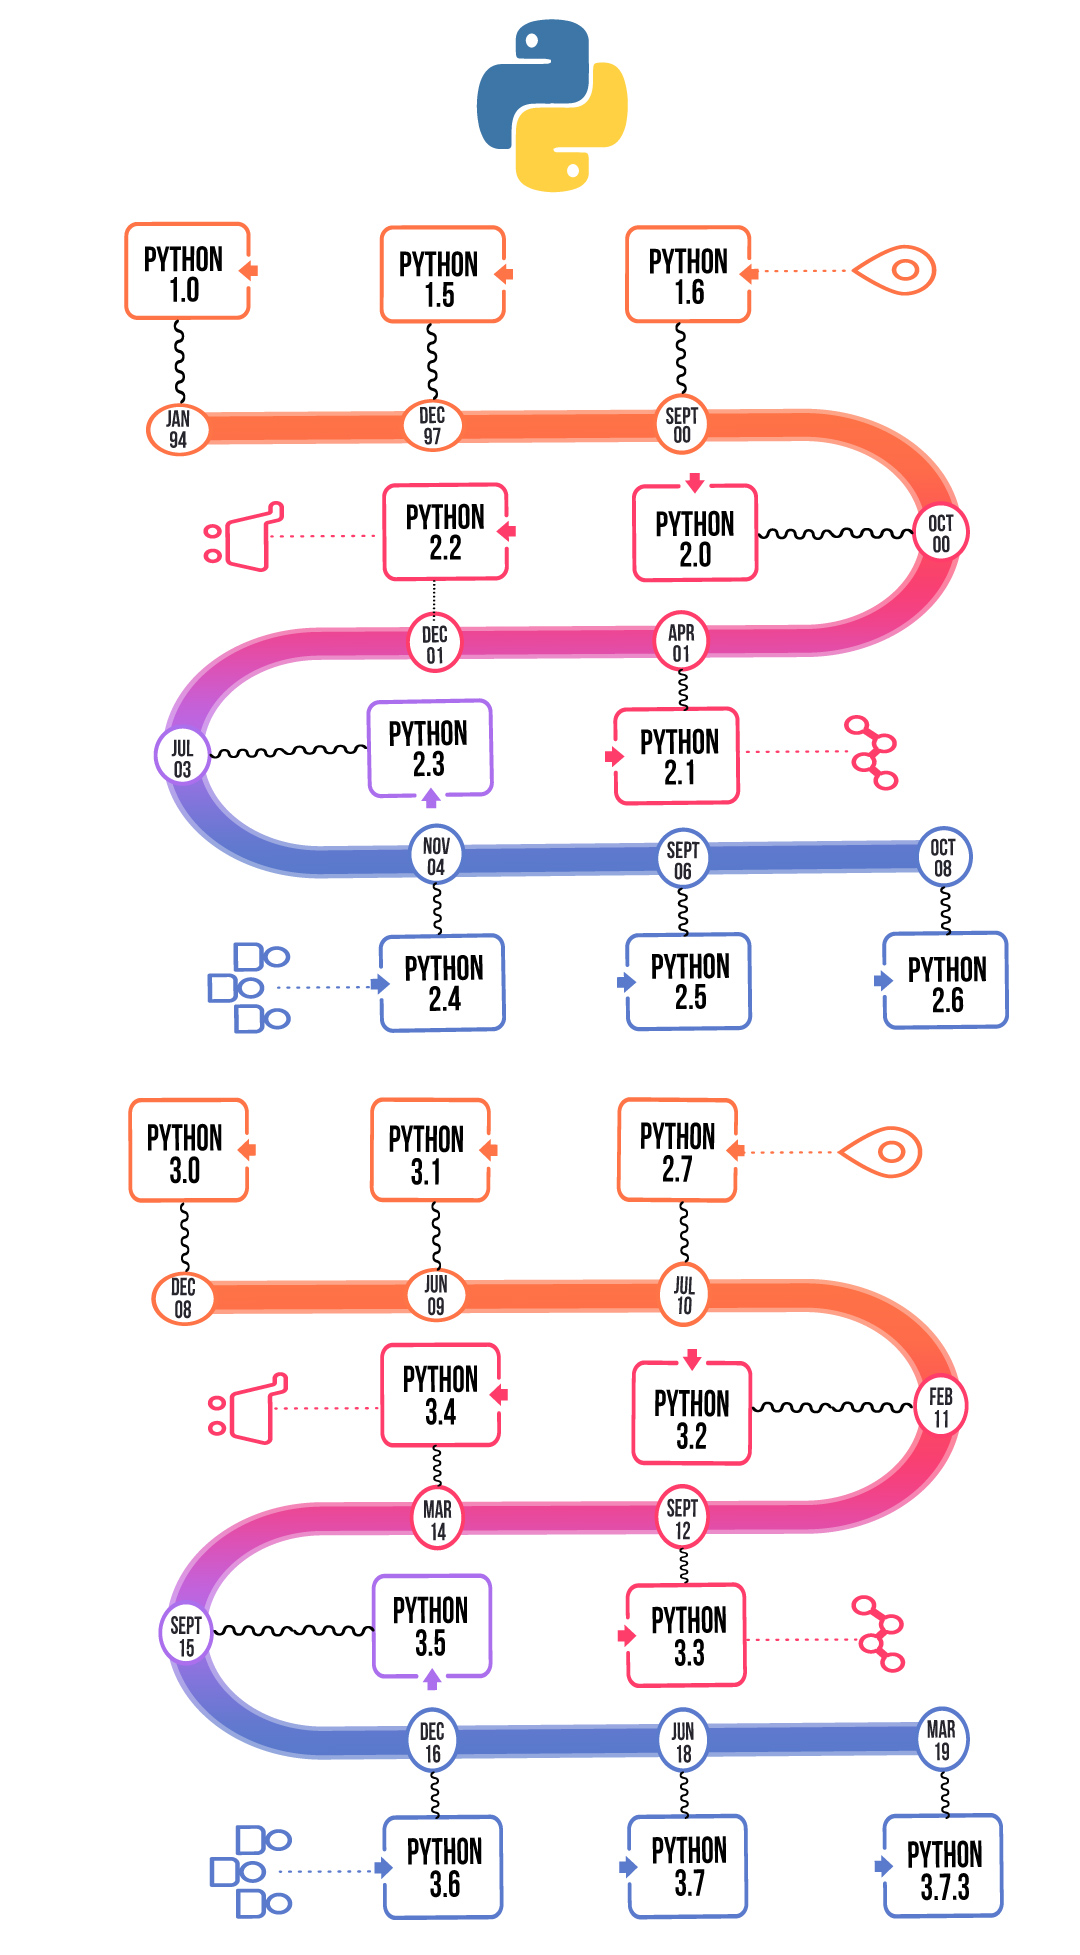 PYTHON
1.0
PYTHON
1.5
PYTHON
1.6
JAN
94
DEC
97
SEPT
00
PYTHON
2.2
PYTHON
2.0
OCT
00
DEC
01
APR
01
JUL
03
PYTHON
2.3
PYTHON
2.1
NOV
04
SEPT
06
OCT
08
PYTHON
2.4
PYTHON
2.5
PYTHON
2.6
PYTHON
3.0
PYTHON
3.1
PYTHON
2.7
DEC
08
JUN
09
JUL
10
PYTHON
3.4
PYTHON
3.2
FEB
11
MAR
14
SEPT
12
SEPT
15
PYTHON
3.5
PYTHON
3.3
DEC
16
JUN
18
MAR
19
PYTHON
3.6
PYTHON
3.7
PYTHON
3.7.3